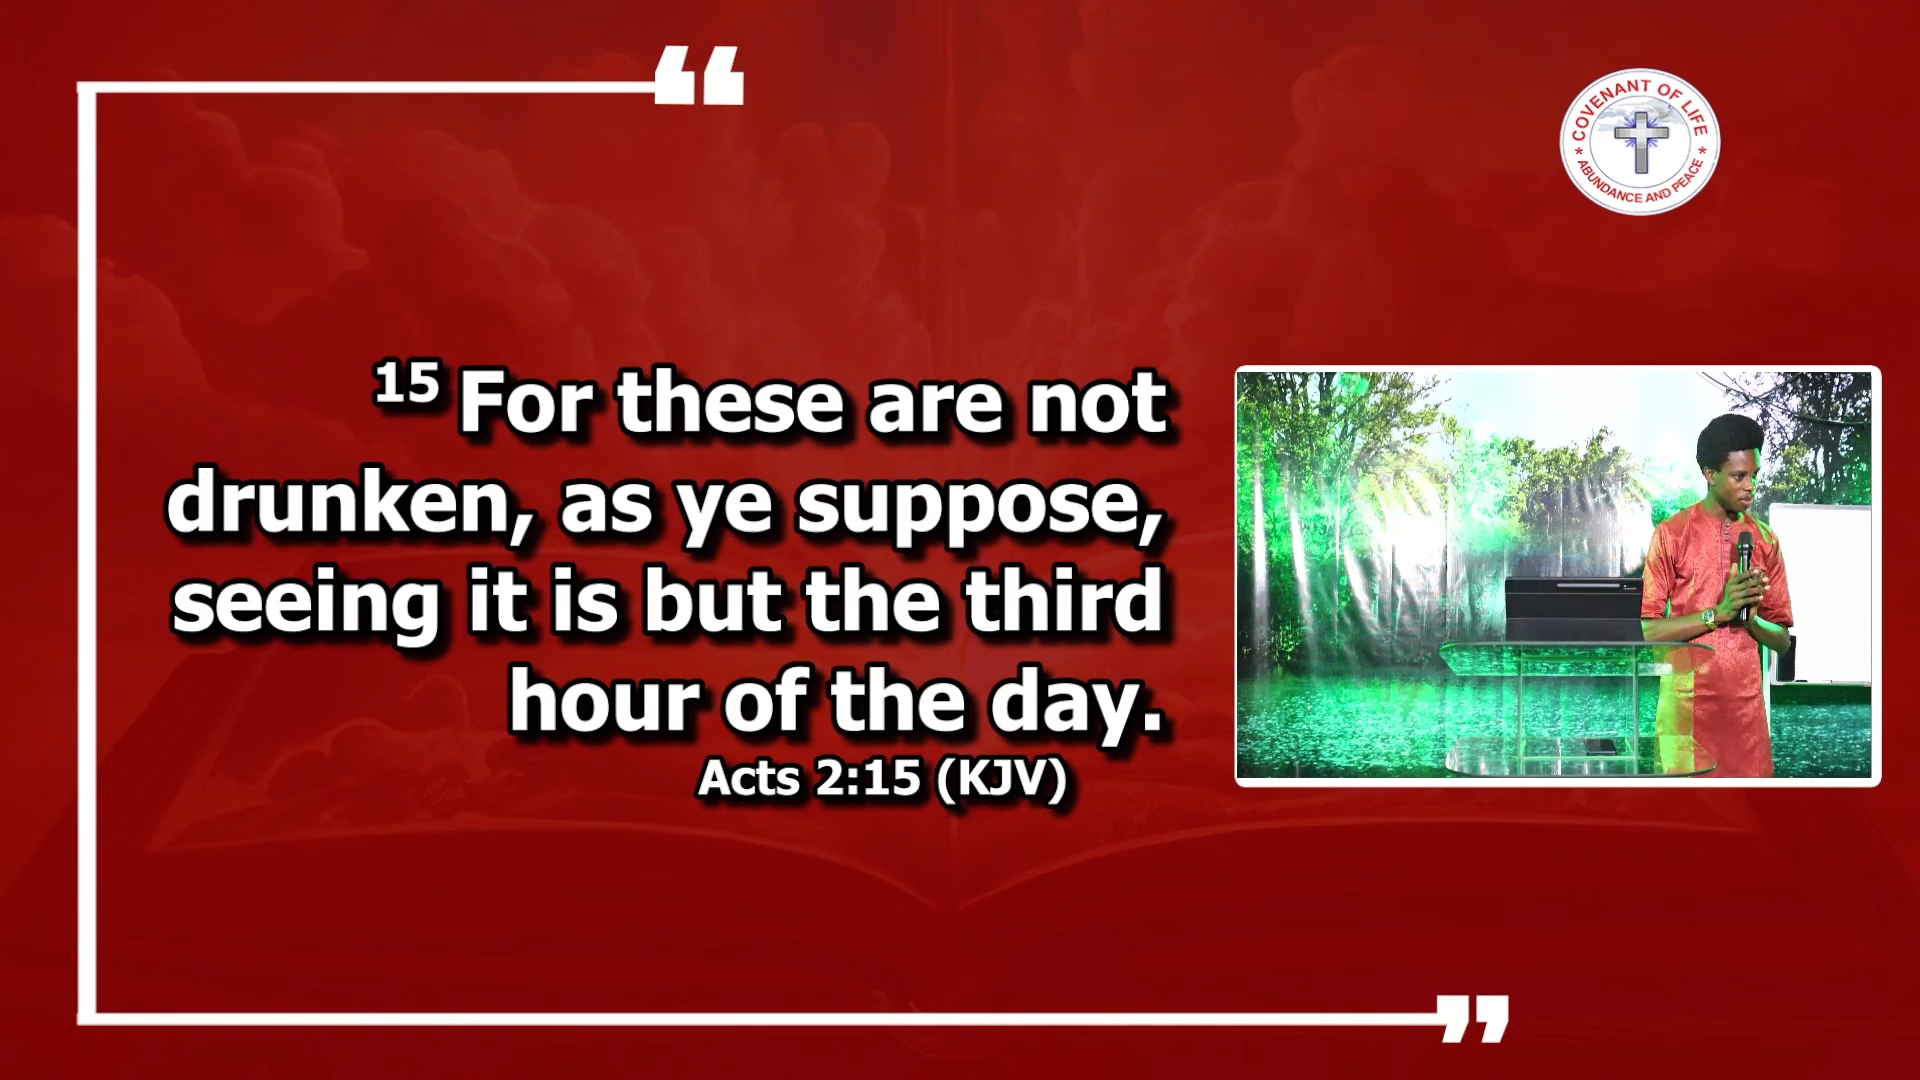 COVENANT OF LIFE
* ABUNDANCE AND PEACE *
15 For these are not
drunken, as ye suppose,
seeing it is but the third
hour of the day.
Acts 2:15 (KJV)